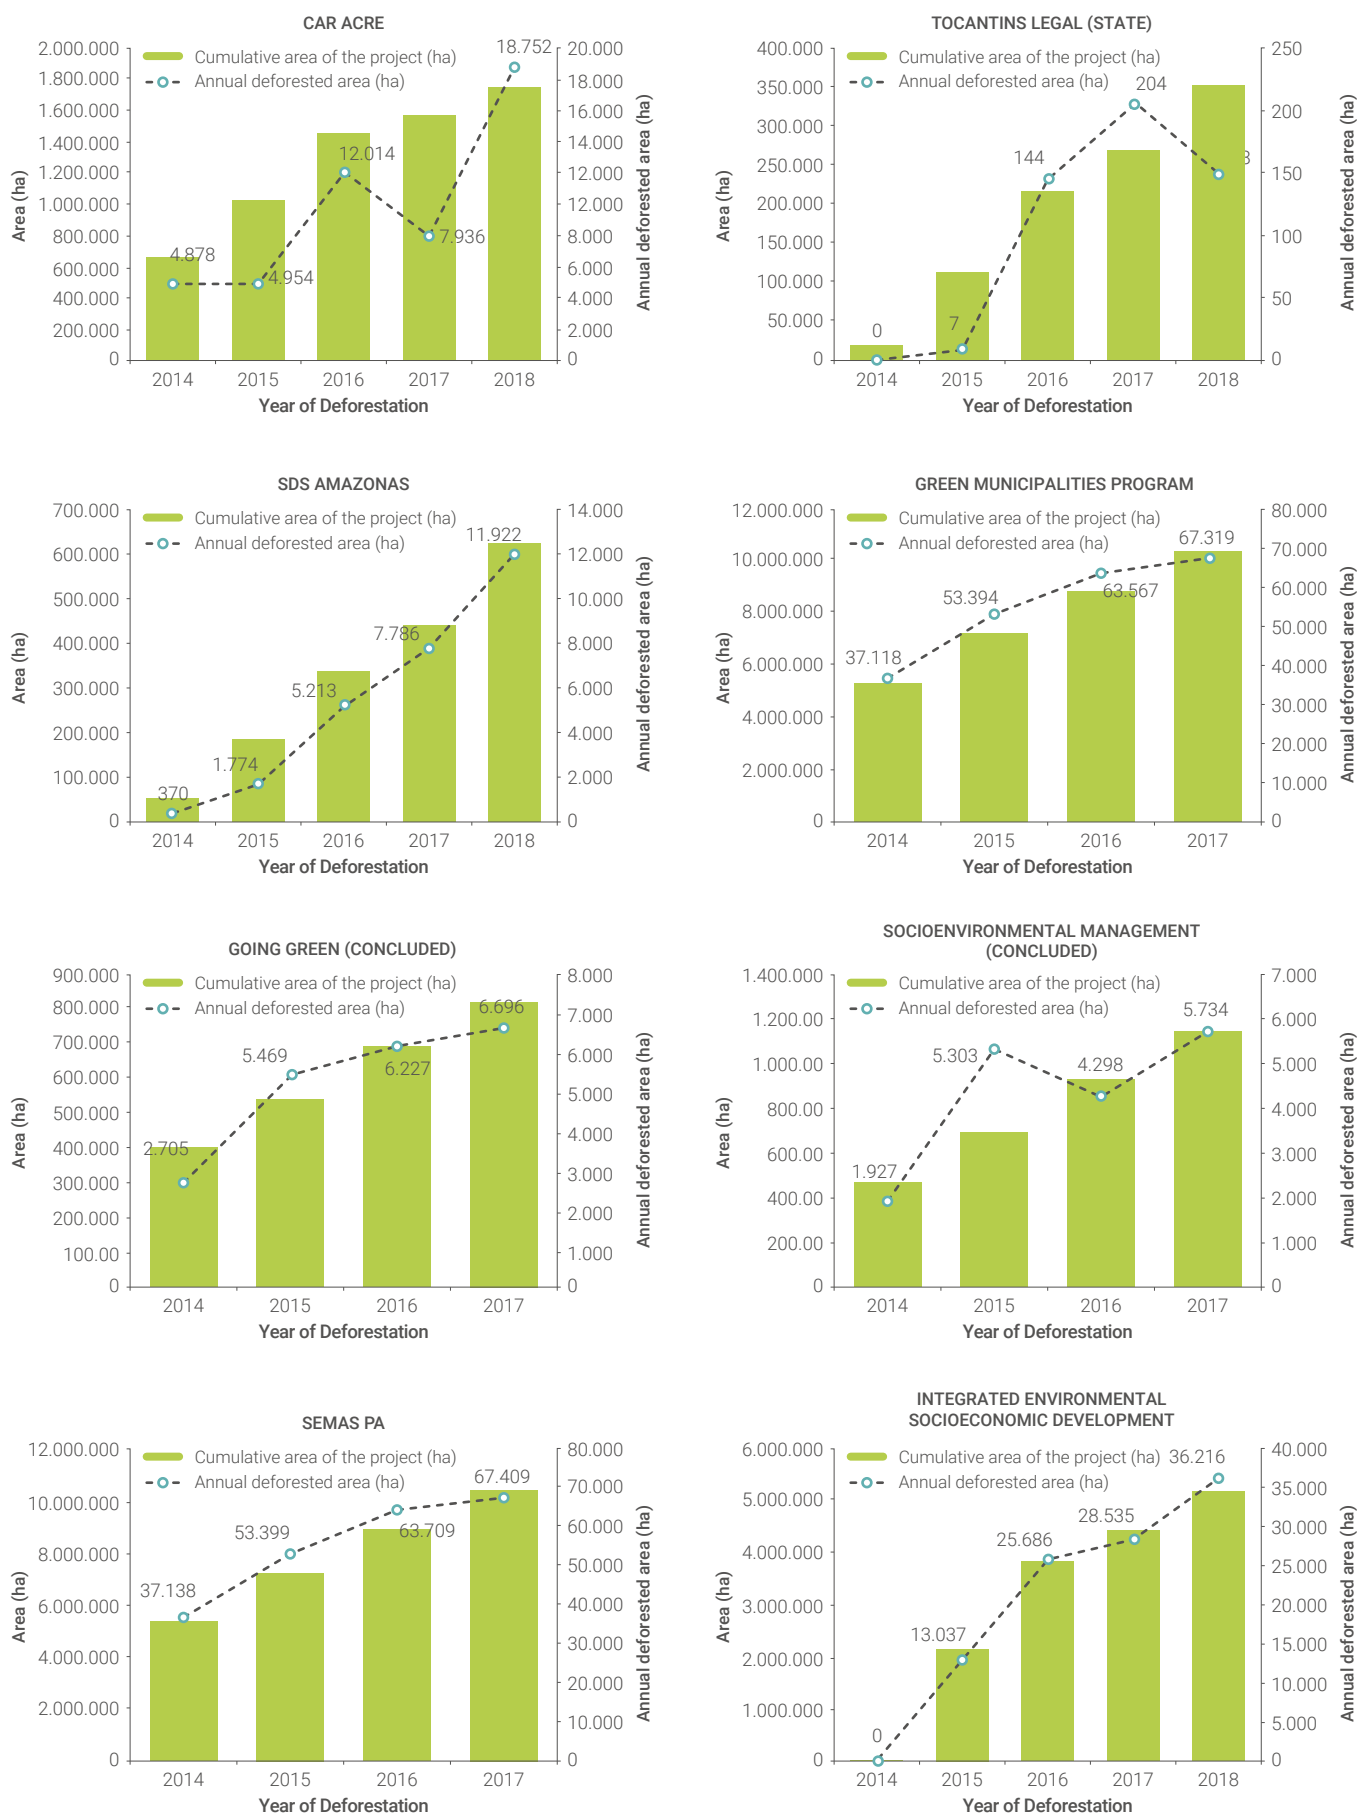 CAR ACRE
Cumulative area of the project (ha)
Annual deforested area (ha)
Area (ha)
2.000.000
1.800.000
1.600.000
1.400.000
1.200.000
1.000.000
800.000
600.000
400.000
200.000
0
4.878
4.954
12.014
7.936
18.752
20.000
18.000
16.000
14.000
12.000
10.000
8.000
6.000
4.000
2.000
0
Annual deforested area (ha)
2014 2015 2016 2017 2018
Year of Deforestation
TOCANTINS LEGAL (STATE)
Cumulative area of the project (ha)
Annual deforested area (ha)
Area (ha)
400.000
350.000
300.000
250.000
200.000
150.000
100.000
50.000
0
0
7
144
204
3
250
200
150
100
50
0
Annual deforested area (ha)
2014 2015 2016 2017 2018
Year of Deforestation
SDS AMAZONAS
Cumulative area of the project (ha)
Annual deforested area (ha)
Area (ha)
700.000
600.000
500.000
400.000
300.000
200.000
100.000
0
370
1.774
5.213
7.786
11.922
14.000
12.000
10.000
8.000
6.000
4.000
2.000
0
Annual deforested area (ha)
2014 2015 2016 2017 2018
Year of Deforestation
GREEN MUNICIPALITIES PROGRAM
Cumulative area of the project (ha)
Annual deforested area (ha)
Area (ha)
12.000.000
10.000.000
8.000.000
6.000.000
4.000.000
2.000.000
0
37.118
53.394
63.567
67.319
80.000
70.000
60.000
50.000
40.000
30.000
20.000
10.000
0
Annual deforested area (ha)
2014 2015 2016 2017
Year of Deforestation
GOING GREEN (CONCLUDED)
Cumulative area of the project (ha)
Annual deforested area (ha)
Area (ha)
900.000
800.000
700.000
600.000
500.000
400.000
300.000
200.000
100.00
0
2.705
5.469
6.227
6.696
8.000
7.000
6.000
5.000
4.000
3.000
2.000
1.000
0
Annual deforested area (ha)
2014 2015 2016 2017
Year of Deforestation
SOCIOENVIRONMENTAL MANAGEMENT
(CONCLUDED)
Cumulative area of the project (ha)
Annual deforested area (ha)
Area (ha)
1.400.00
1.200.00
1.000.00
800.00
600.00
400.00
200.00
0
1.927
5.303
4.298
5.734
7.000
6.000
5.000
4.000
3.000
2.000
1.000
0
Annual deforested area (ha)
2014 2015 2016 2017
Year of Deforestation
SEMAS PA
Cumulative area of the project (ha)
Annual deforested area (ha)
Area (ha)
12.000.000
10.000.000
8.000.000
6.000.000
4.000.000
2.000.000
0
37.138
53.399
63.709
67.409
80.000
70.000
60.000
50.000
40.000
30.000
20.000
10.000
0
Annual deforested area (ha)
2014 2015 2016 2017
Year of Deforestation
INTEGRATED ENVIRONMENTAL
SOCIOECONOMIC DEVELOPMENT
Cumulative area of the project (ha)
Annual deforested area (ha)
Area (ha)
6.000.000
5.000.000
4.000.000
3.000.000
2.000.000
1.000.000
0
0
13.037
25.686
28.535
36.216
40.000
35.000
30.000
25.000
20.000
15.000
10.000
5.000
0
Annual deforested area (ha)
2014 2015 2016 2017 2018
Year of Deforestation